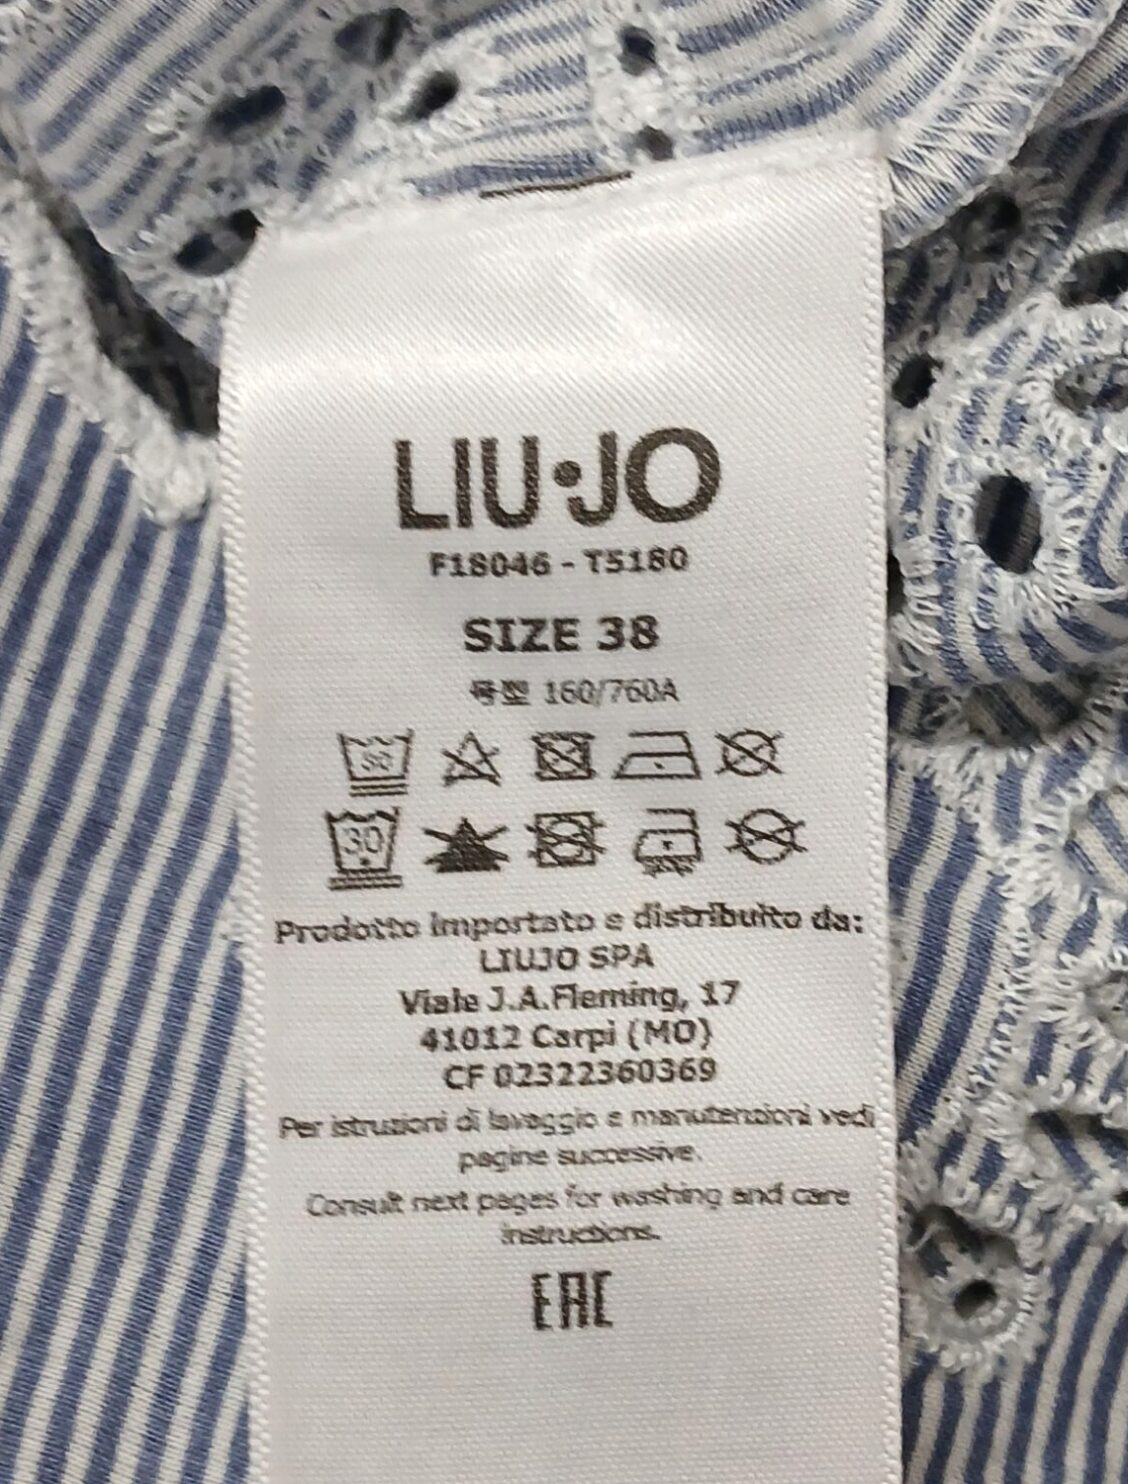 LIU•JO
F18046 - T5180
SIZE 38
号型 160/760A
30
30
Prodotto importato e distribuito da:
LIUJO SPA
Viale J.A.Fleming, 17
41012 Carpi (MO)
CF 02322360369
Per istruzioni di lavaggio e manutenzioni vedi
pagine successive.
Consult next pages for washing and care
instructions.
EAC